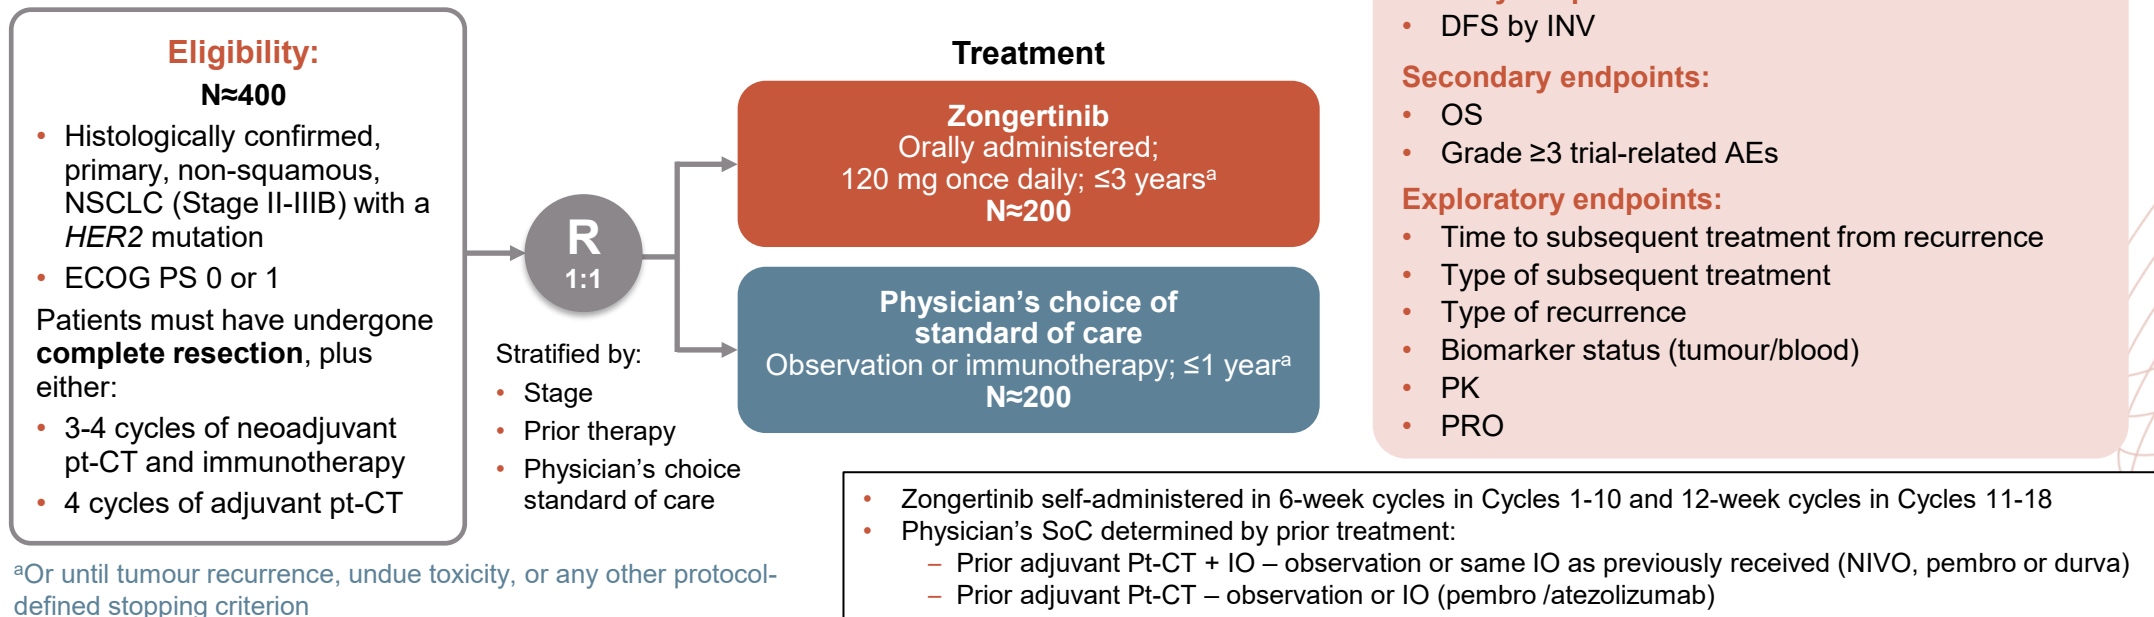 Eligibility:
N≈400
• Histologically confirmed,
primary, non-squamous,
NSCLC (Stage II-IIIB) with a
HER2 mutation
• ECOG PS 0 or 1
Patients must have undergone
complete resection, plus
either:
• 3-4 cycles of neoadjuvant
pt-CT and immunotherapy
• 4 cycles of adjuvant pt-CT
ᵃOr until tumour recurrence, undue toxicity, or any other protocol-
defined stopping criterion
R
1:1
Stratified by:
• Stage
• Prior therapy
• Physician’s choice
standard of care
Treatment
Zongertinib
Orally administered;
120 mg once daily; ≤3 yearsᵃ
N≈200
Physician’s choice of
standard of care
Observation or immunotherapy; ≤1 yearᵃ
N≈200
• DFS by INV
Secondary endpoints:
• OS
• Grade ≥3 trial-related AEs
Exploratory endpoints:
• Time to subsequent treatment from recurrence
• Type of subsequent treatment
• Type of recurrence
• Biomarker status (tumour/blood)
• PK
• PRO
• Zongertinib self-administered in 6-week cycles in Cycles 1-10 and 12-week cycles in Cycles 11-18
• Physician’s SoC determined by prior treatment:
– Prior adjuvant Pt-CT + IO – observation or same IO as previously received (NIVO, pembro or durva)
– Prior adjuvant Pt-CT – observation or IO (pembro /atezolizumab)